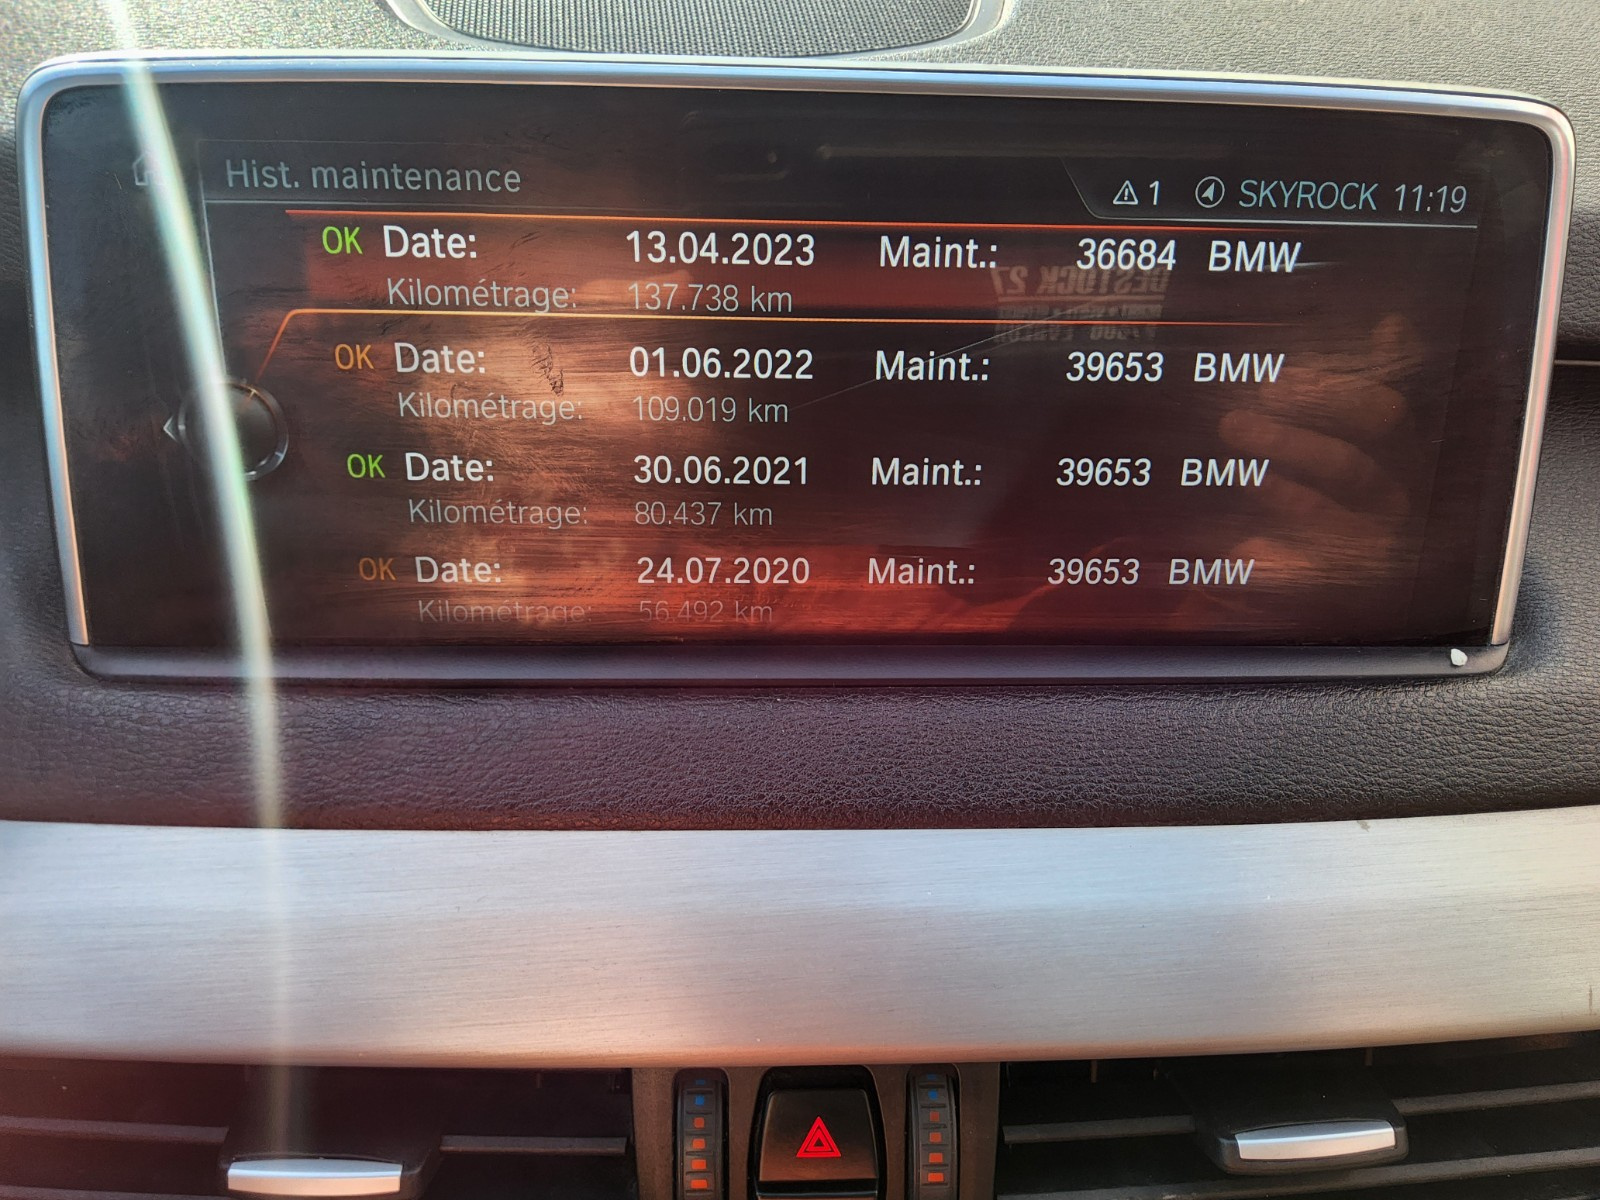 Hist. maintenance
1 SKYROCK 11:19
OK Date: 13.04.2023 Maint.: 36684 BMW
Kilométrage: 137.738 km
OK Date: 01.06.2022 Maint.: 39653 BMW
Kilométrage: 109.019 km
OK Date: 30.06.2021 Maint.: 39653 BMW
Kilométrage: 80.437 km
OK Date: 24.07.2020 Maint.: 39653 BMW
Kilométrage: 56.492 km
DESTOCK 27